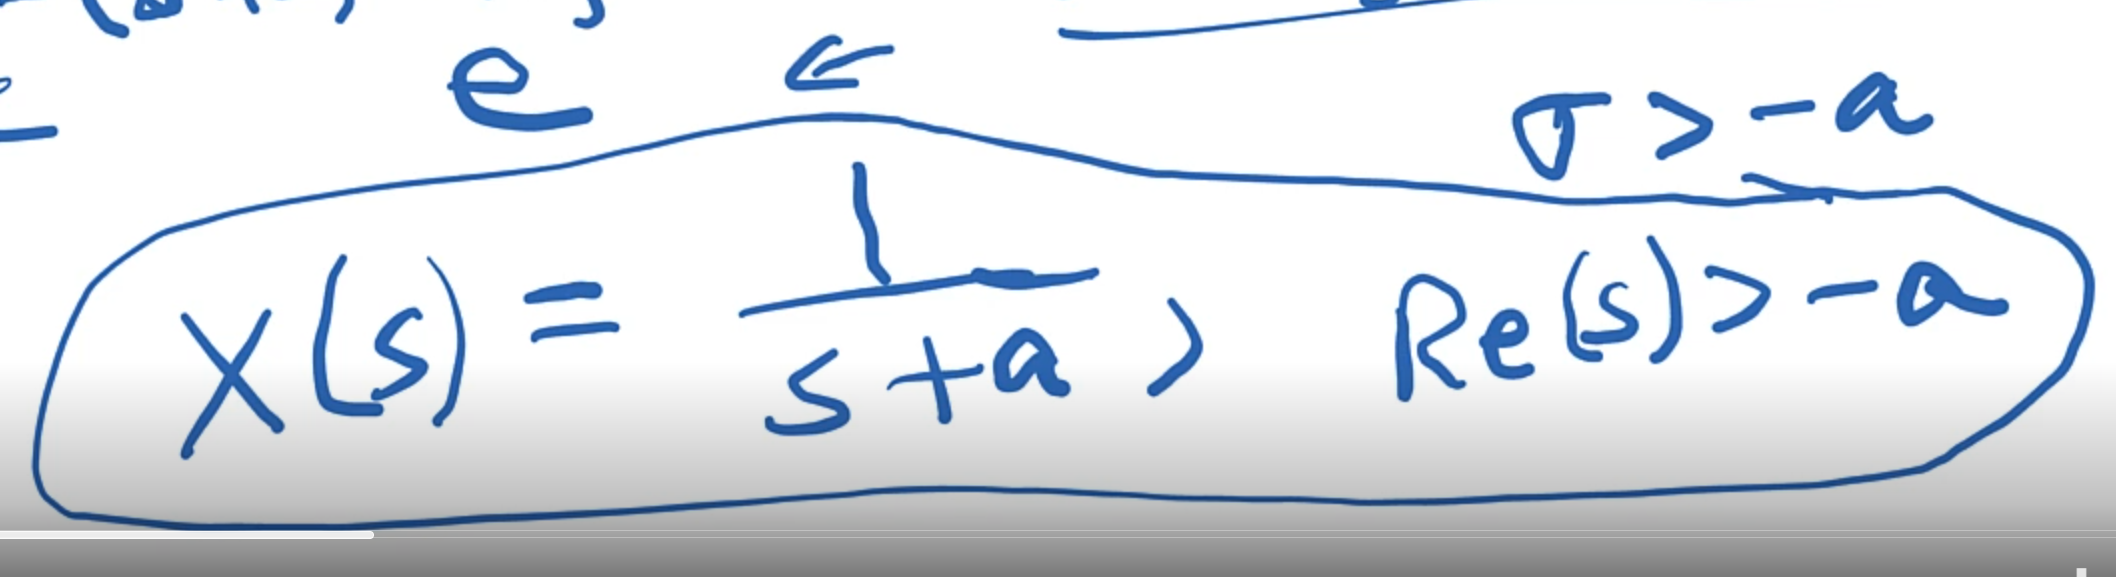 e
σ > -a
X(s) = 1/(s+a), Re(s) > -a